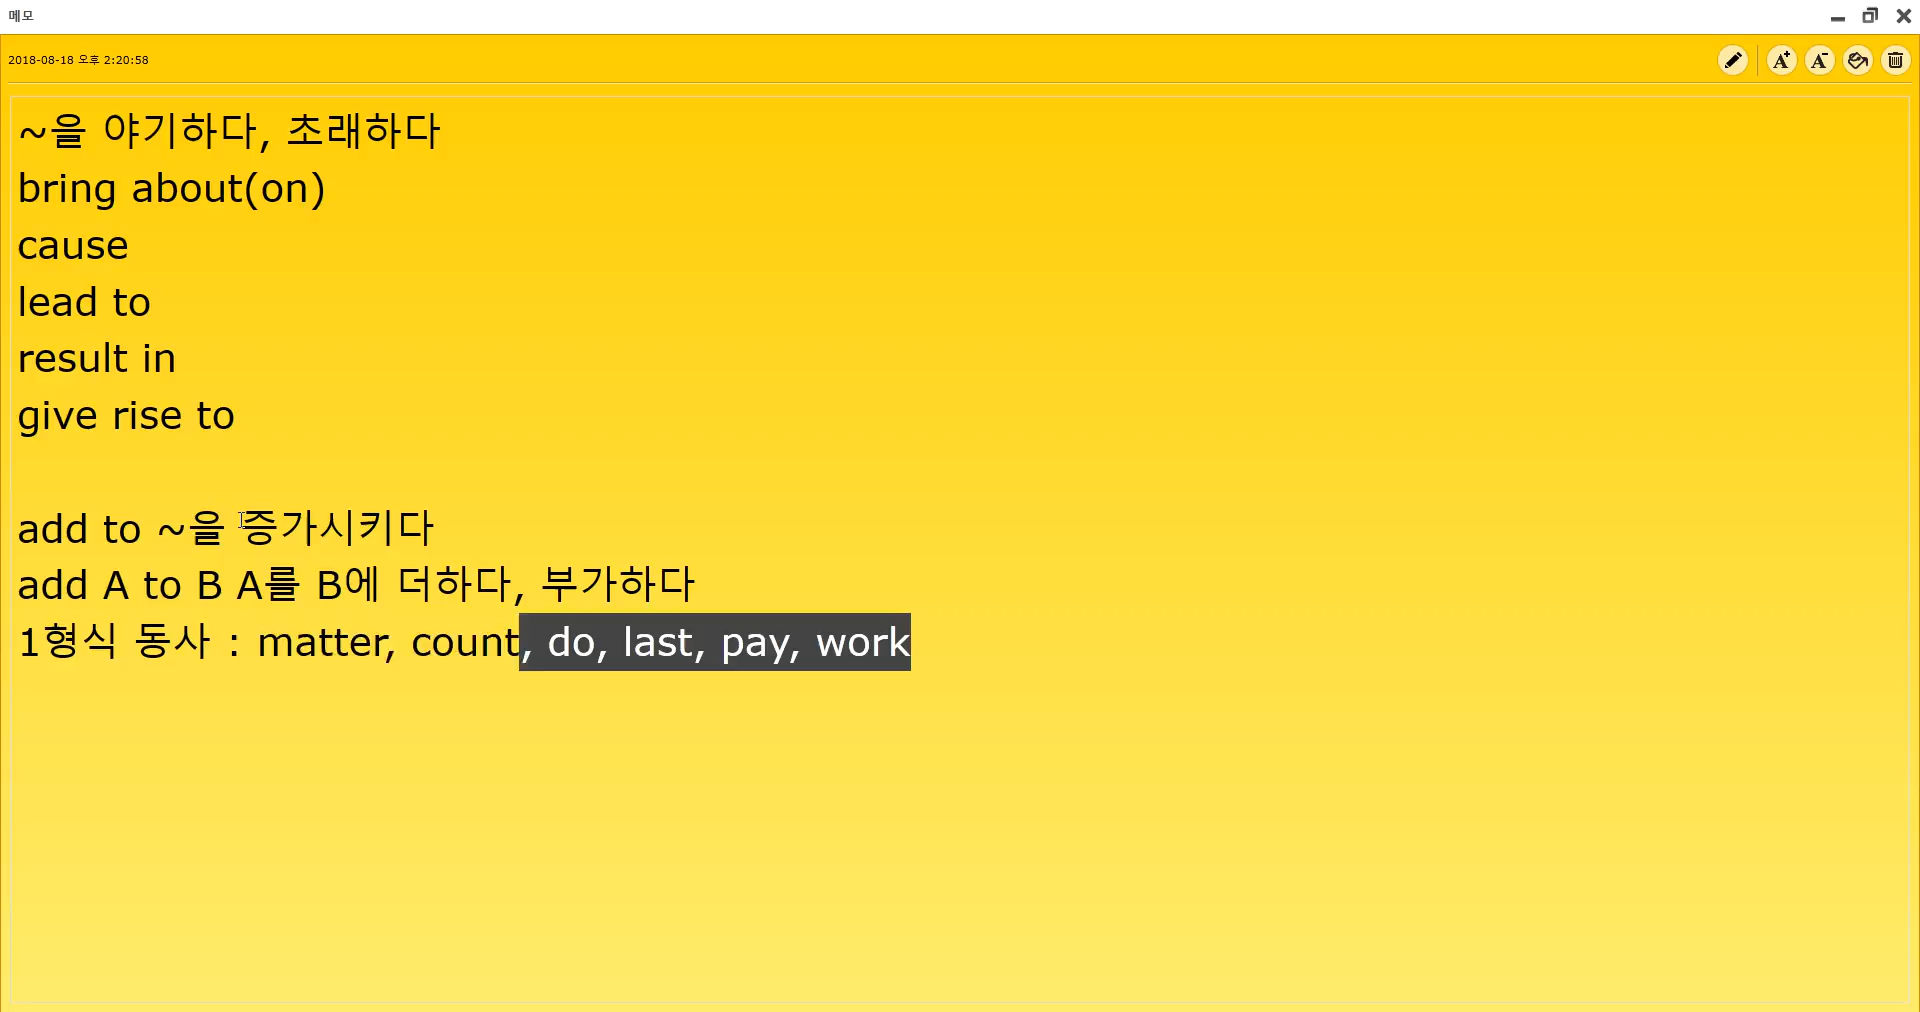 메모
2018-08-18 오후 2:20:58
~을 야기하다, 초래하다
bring about(on)
cause
lead to
result in
give rise to
add to ~을 증가시키다
add A to B A를 B에 더하다, 부가하다
1형식 동사 : matter, count, do, last, pay, work